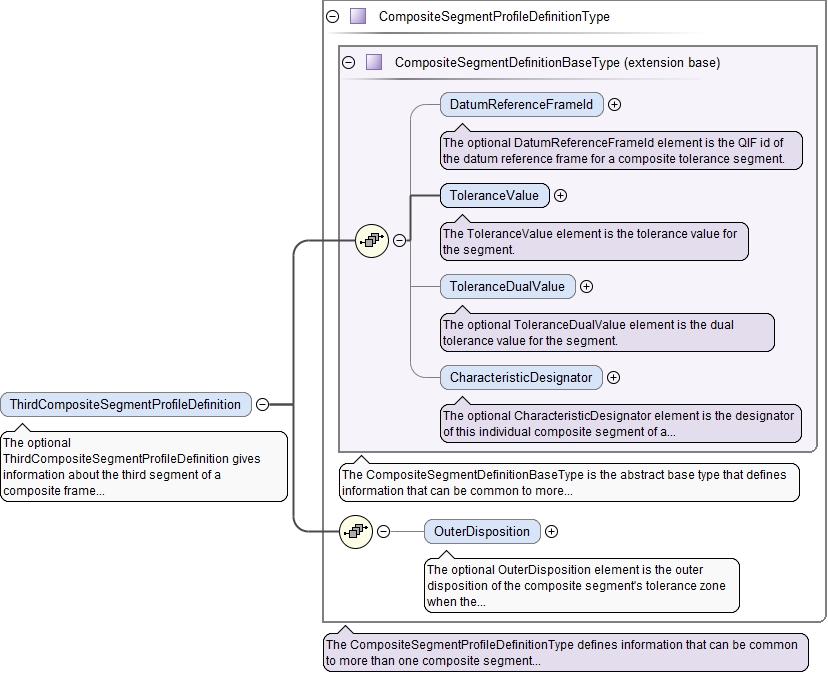 CompositeSegmentProfileDefinitionType
CompositeSegmentDefinitionBaseType (extension base)
DatumReferenceFrameId
The optional DatumReferenceFrameId element is the QIF id of
the datum reference frame for a composite tolerance segment.
ToleranceValue
The ToleranceValue element is the tolerance value for
the segment.
ToleranceDualValue
The optional ToleranceDualValue element is the dual
tolerance value for the segment.
CharacteristicDesignator
The optional CharacteristicDesignator element is the designator
of this individual composite segment of a...
ThirdCompositeSegmentProfileDefinition
The optional
ThirdCompositeSegmentProfileDefinition gives
information about the third segment of a
composite frame...
The CompositeSegmentDefinitionBaseType is the abstract base type that defines
information that can be common to more...
OuterDisposition
The optional OuterDisposition element is the outer
disposition of the composite segment's tolerance zone
when the...
The CompositeSegmentProfileDefinitionType defines information that can be common
to more than one composite segment...